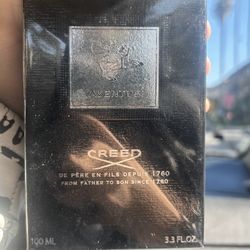 AVENTUS
CREED
DE PÈRE EN FILS DEPUIS 1760
FROM FATHER TO SON SINCE 1760
100 ML
3.3 FL.OZ